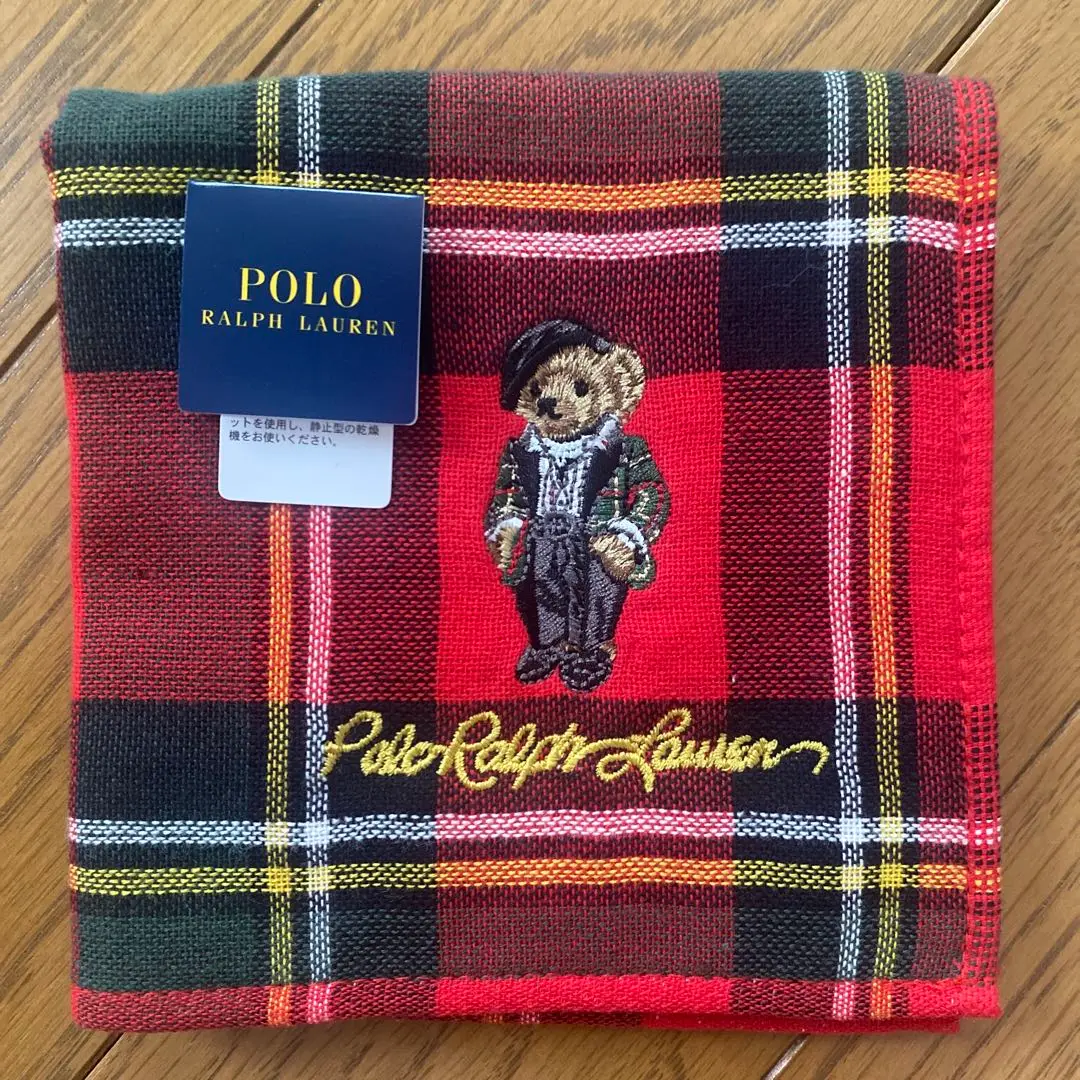 POLO
RALPH LAUREN
ットを使用し、静止型の乾燥
機をお使いください。
Polo Ralph Lauren